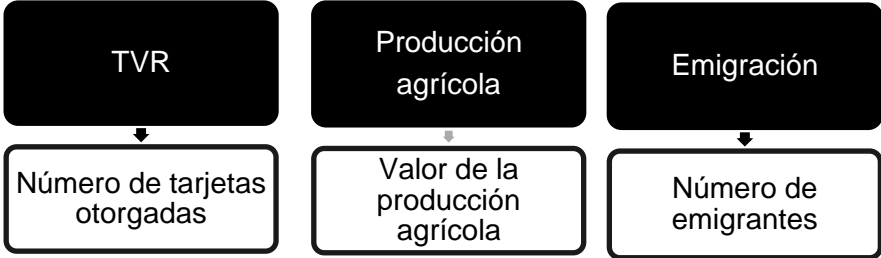 TVR
Producción
agrícola
Emigración
Número de tarjetas
otorgadas
Valor de la
producción
agrícola
Número de
emigrantes